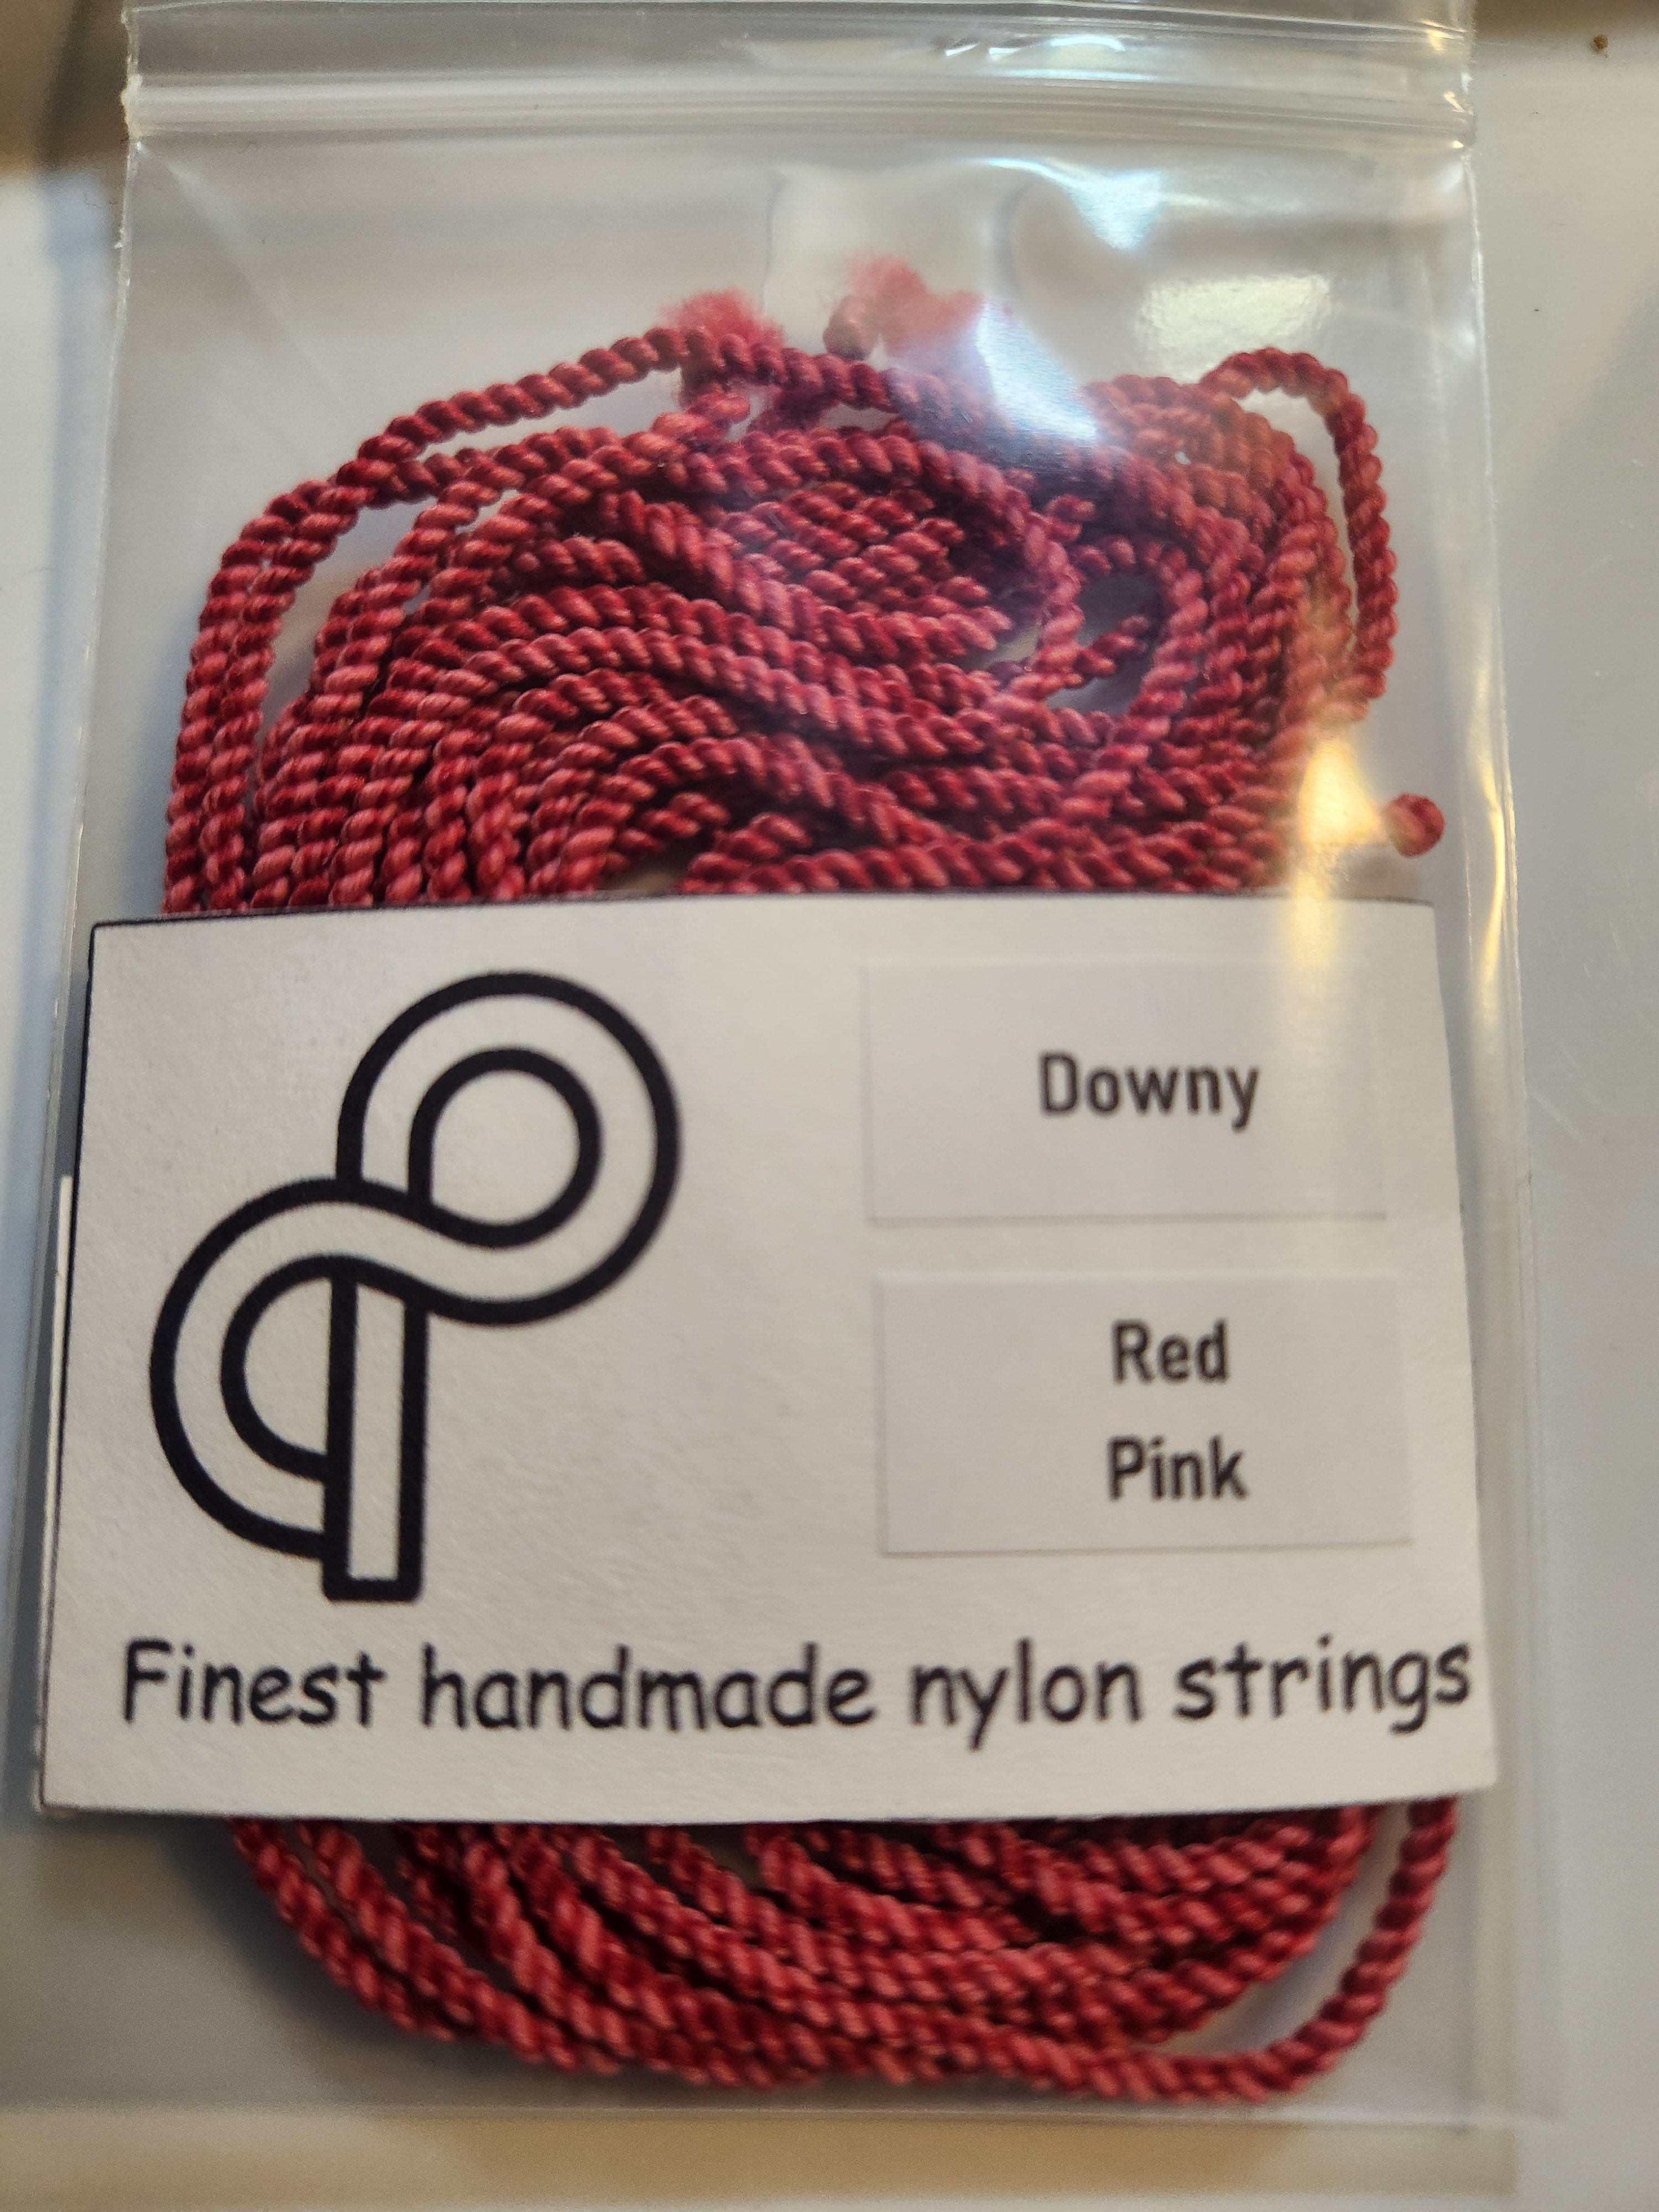 Downy
Red
Pink
Finest handmade nylon strings